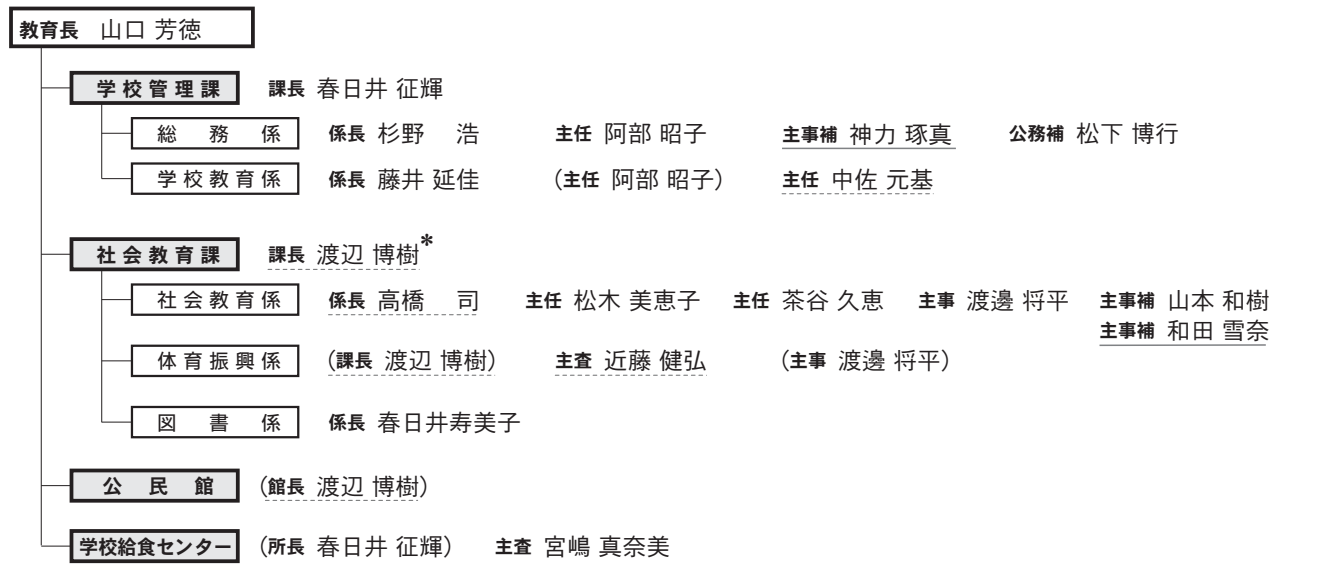 教育長 山口 芳徳
学校管理課 課長 春日井 征輝
総務係 係長 杉野 浩 主任 阿部 昭子 主事補 神力 琢真 公務補 松下 博行
学校教育係 係長 藤井 延佳 （主任 阿部 昭子） 主任 中佐 元基
社会教育課 課長 渡辺 博樹*
社会教育係 係長 高橋 司 主任 松木 美恵子 主任 茶谷 久恵 主事 渡邊 将平 主事補 山本 和樹
主事補 和田 雪奈
体育振興係 （課長 渡辺 博樹） 主査 近藤 健弘 （主事 渡邊 将平）
図書係 係長 春日井寿美子
公民館 （館長 渡辺 博樹）
学校給食センター （所長 春日井 征輝） 主査 宮嶋 真奈美